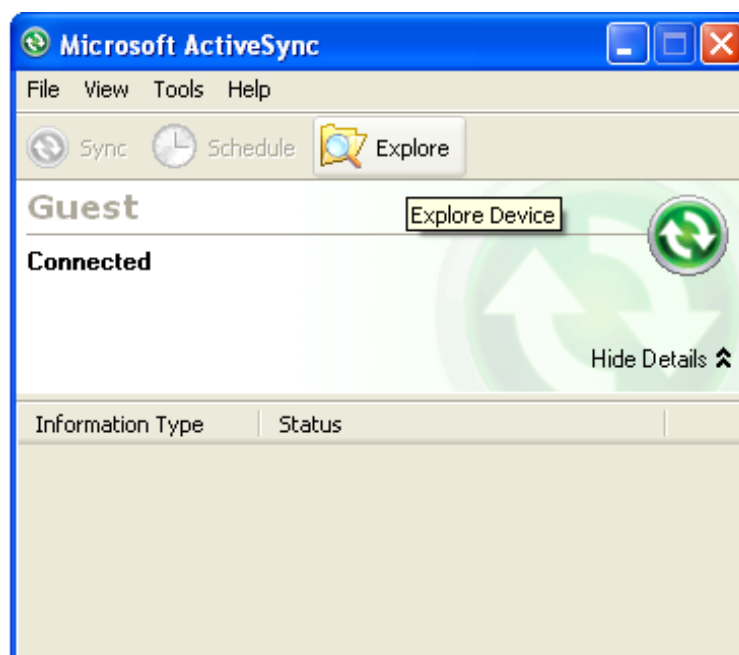 Microsoft ActiveSync
File View Tools Help
Sync Schedule Explore
Guest
Explore Device
Connected
Hide Details
Information Type Status